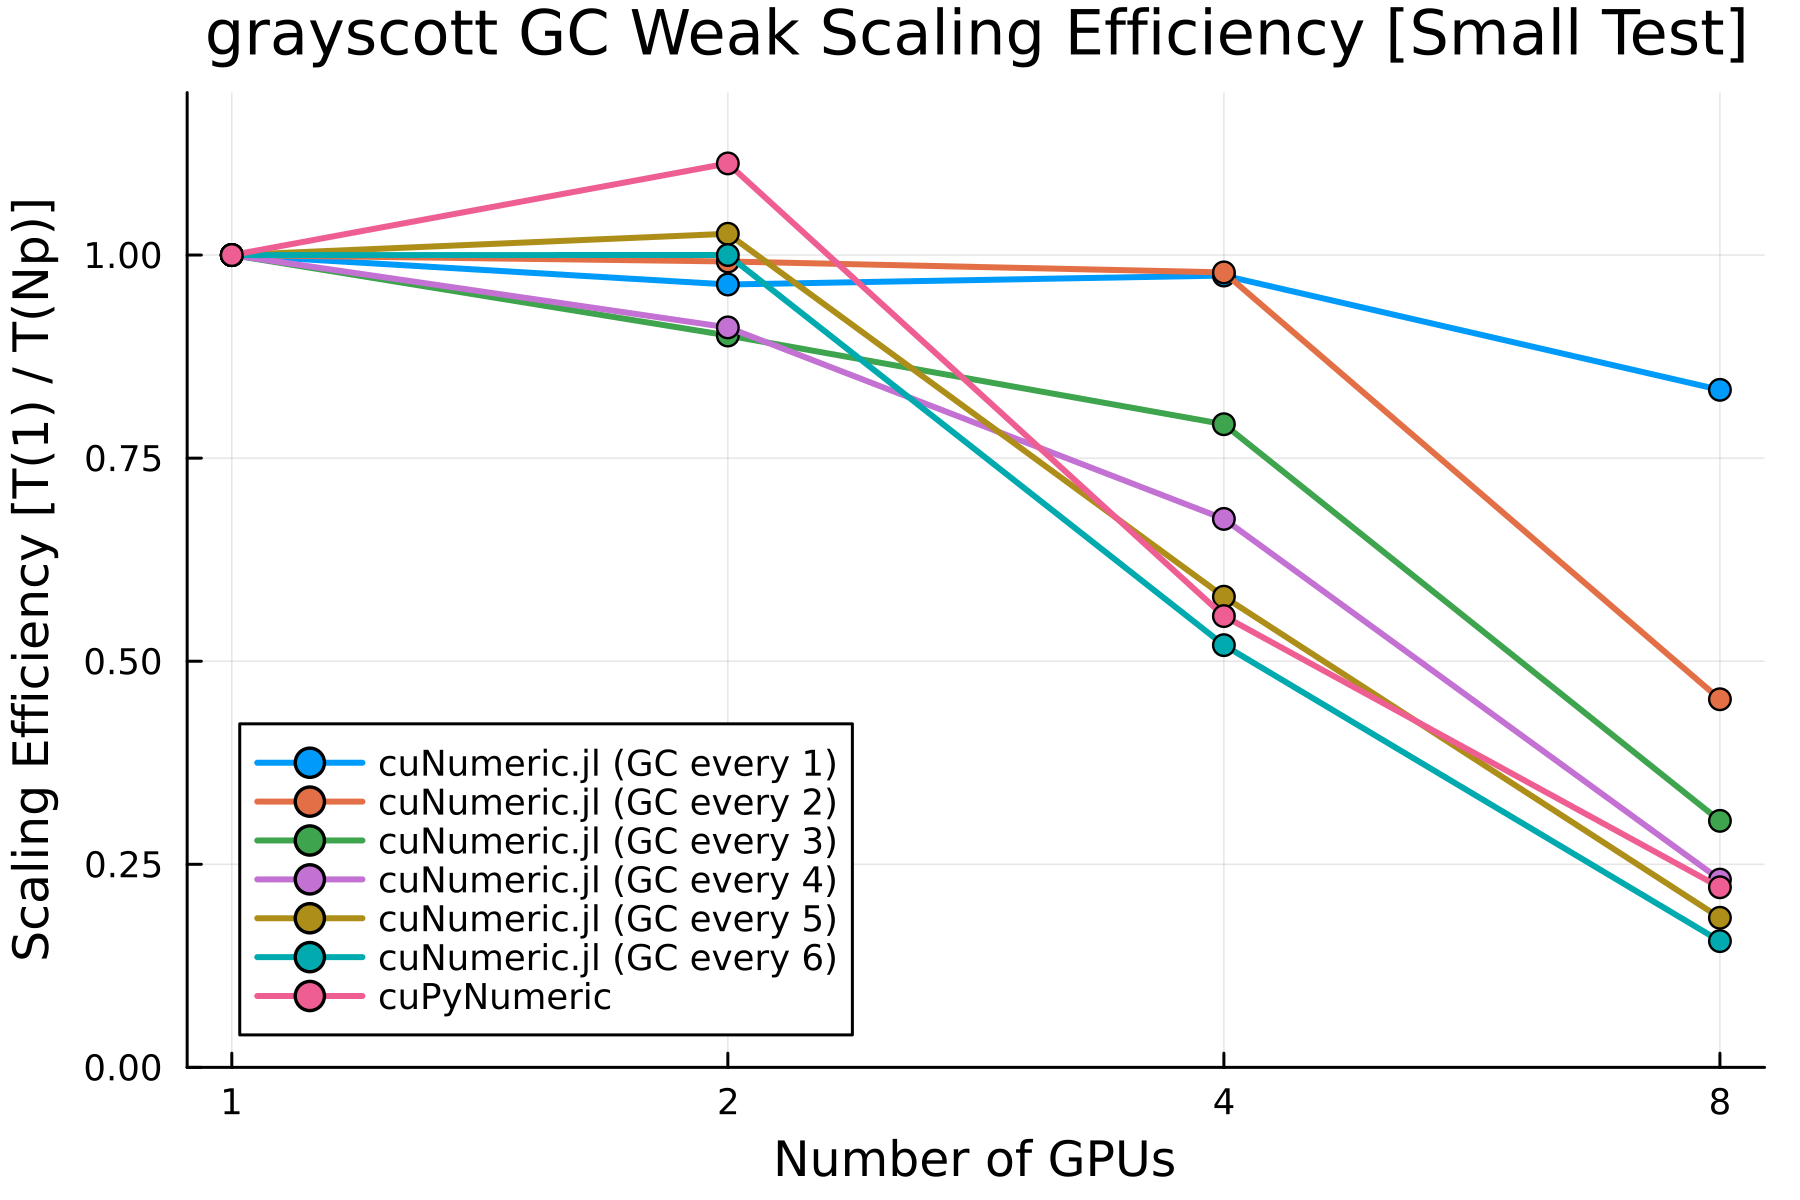 grayscott GC Weak Scaling Efficiency [Small Test]
Scaling Efficiency [T(1) / T(Np)]
1.00
0.75
0.50
0.25
0.00
cuNumeric.jl (GC every 1)
cuNumeric.jl (GC every 2)
cuNumeric.jl (GC every 3)
cuNumeric.jl (GC every 4)
cuNumeric.jl (GC every 5)
cuNumeric.jl (GC every 6)
cuPyNumeric
1 2 4 8
Number of GPUs